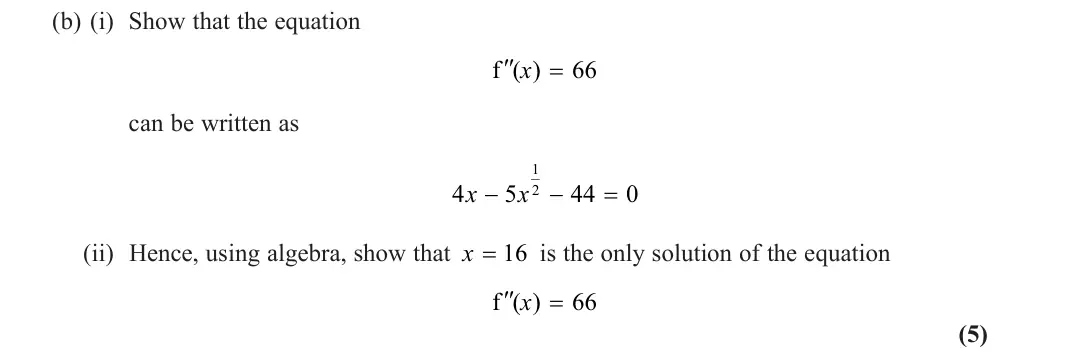 (b) (i) Show that the equation
f″(x) = 66
can be written as
4x – 5x^{1/2} – 44 = 0
(ii) Hence, using algebra, show that x = 16 is the only solution of the equation
f″(x) = 66
(5)